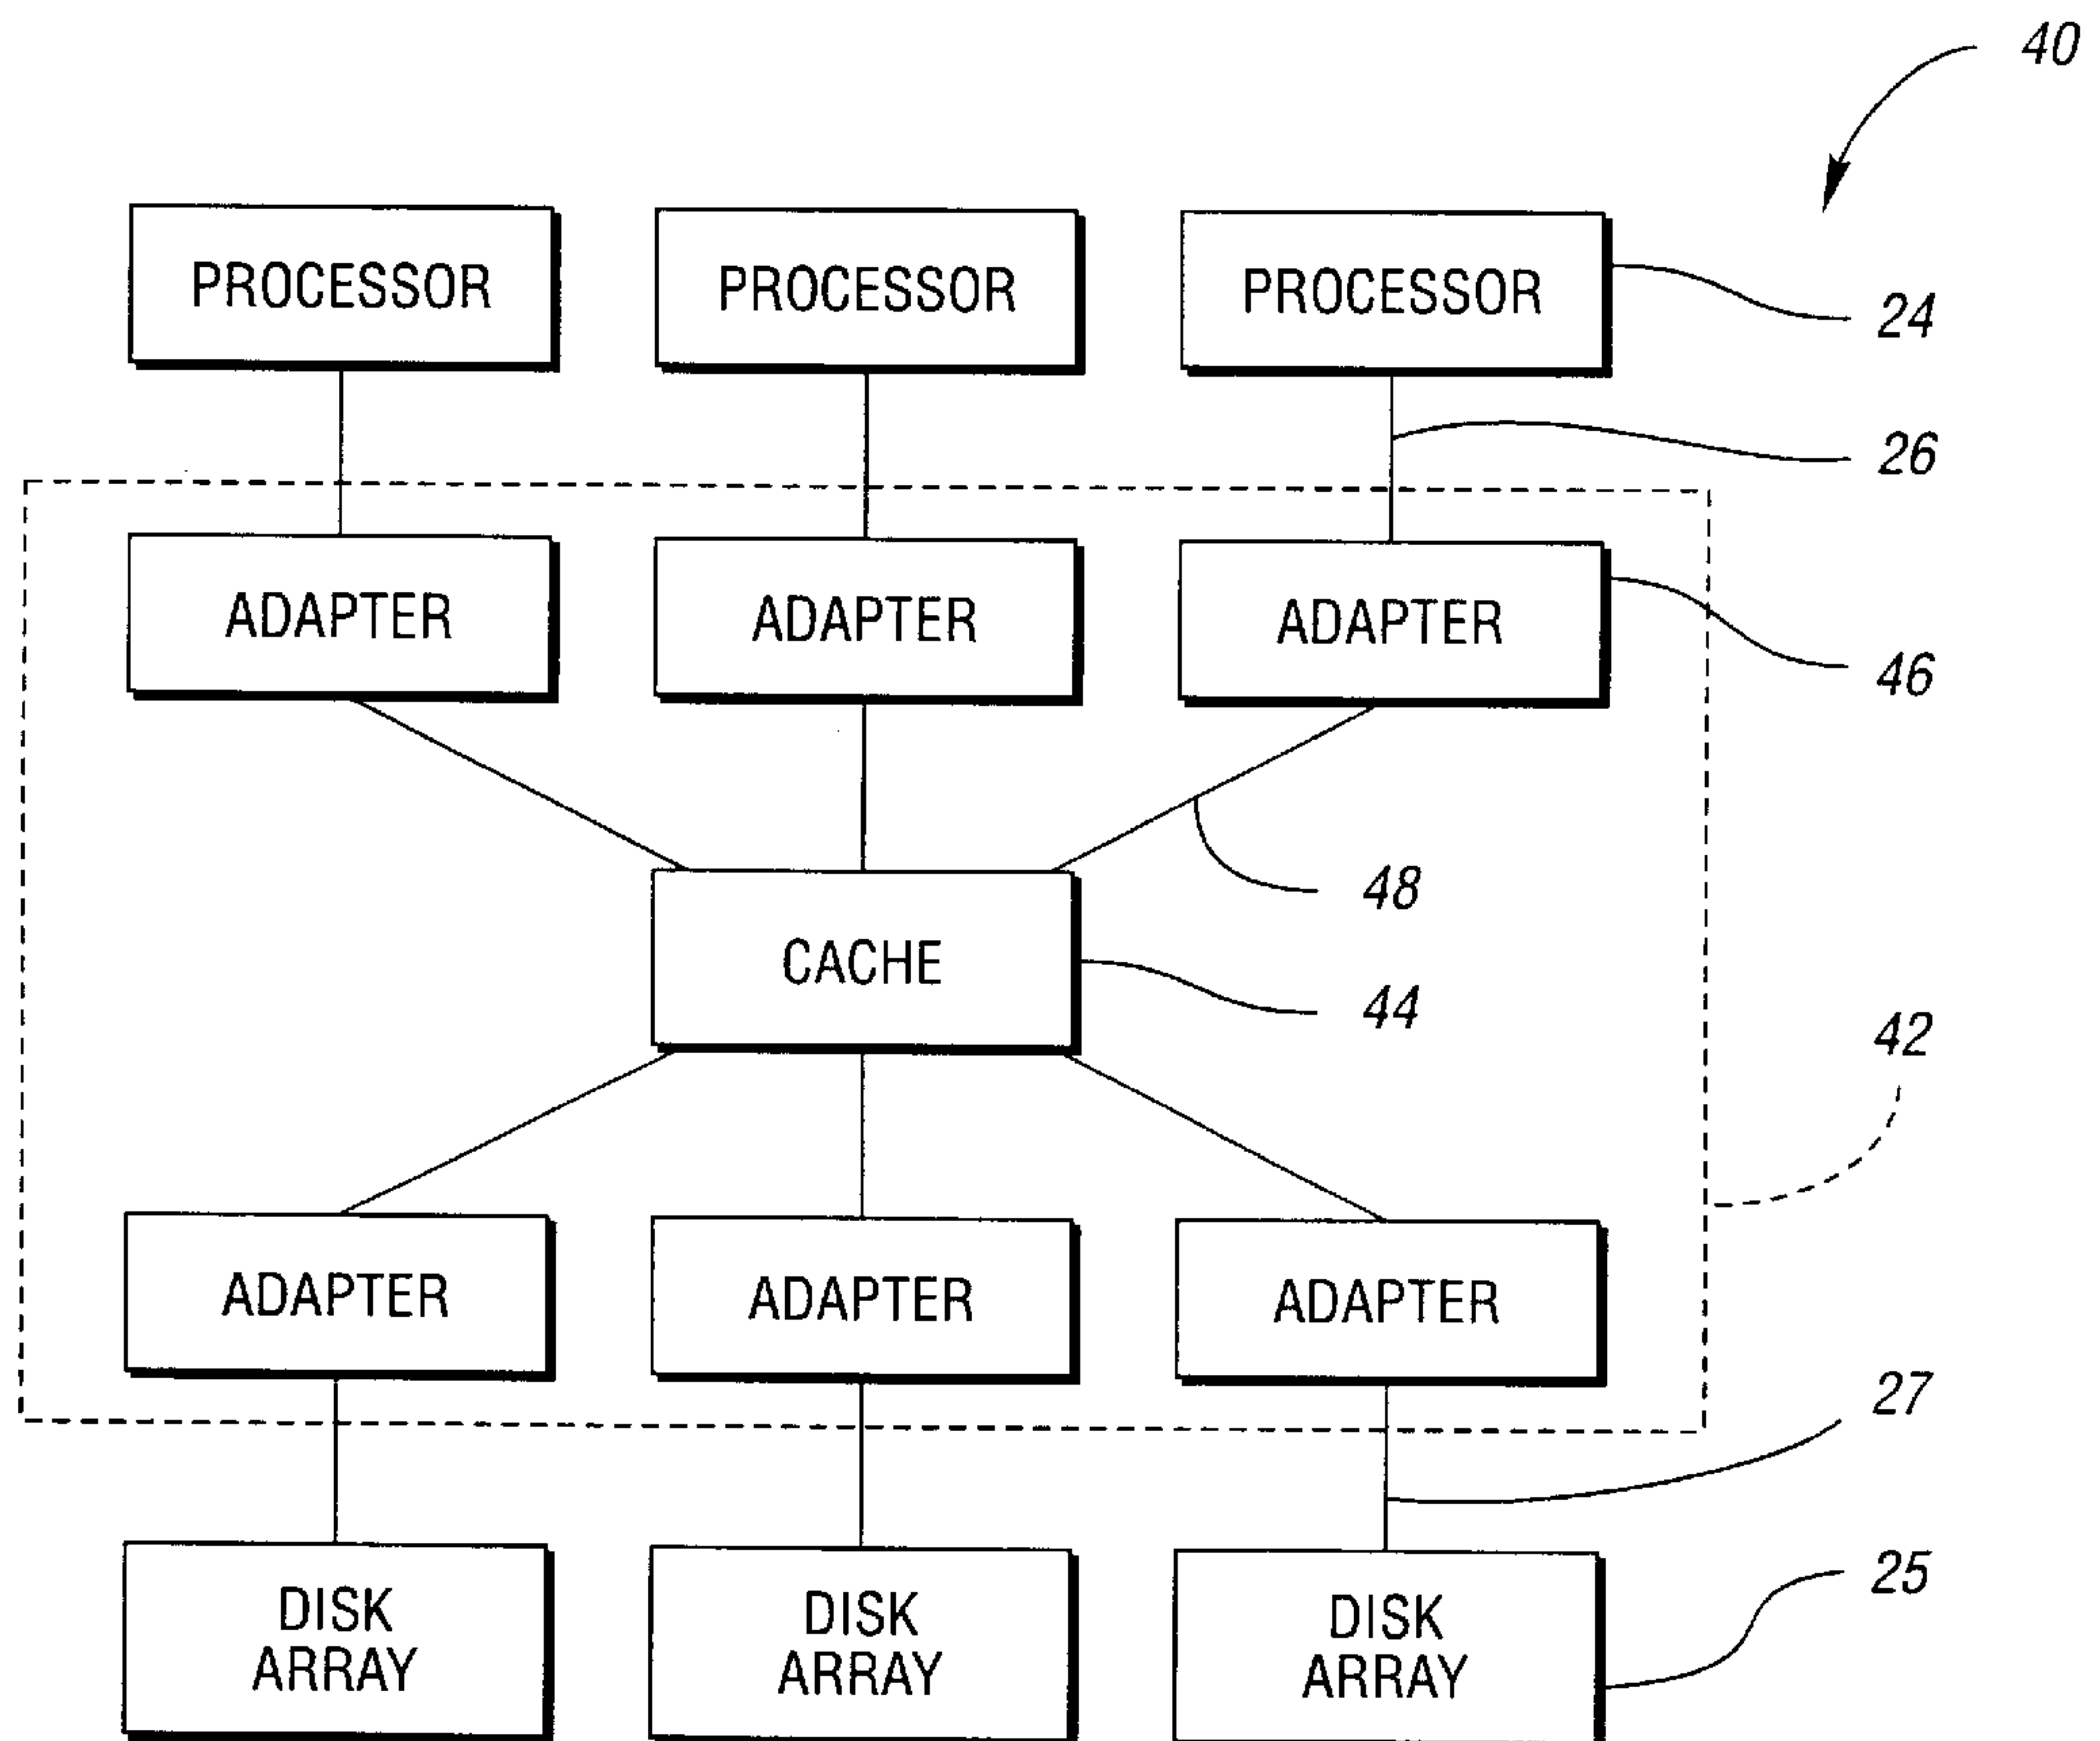 40
PROCESSOR
PROCESSOR
PROCESSOR
24
26
ADAPTER
ADAPTER
ADAPTER
46
48
CACHE
44
42
ADAPTER
ADAPTER
ADAPTER
27
DISK
ARRAY
DISK
ARRAY
DISK
ARRAY
25